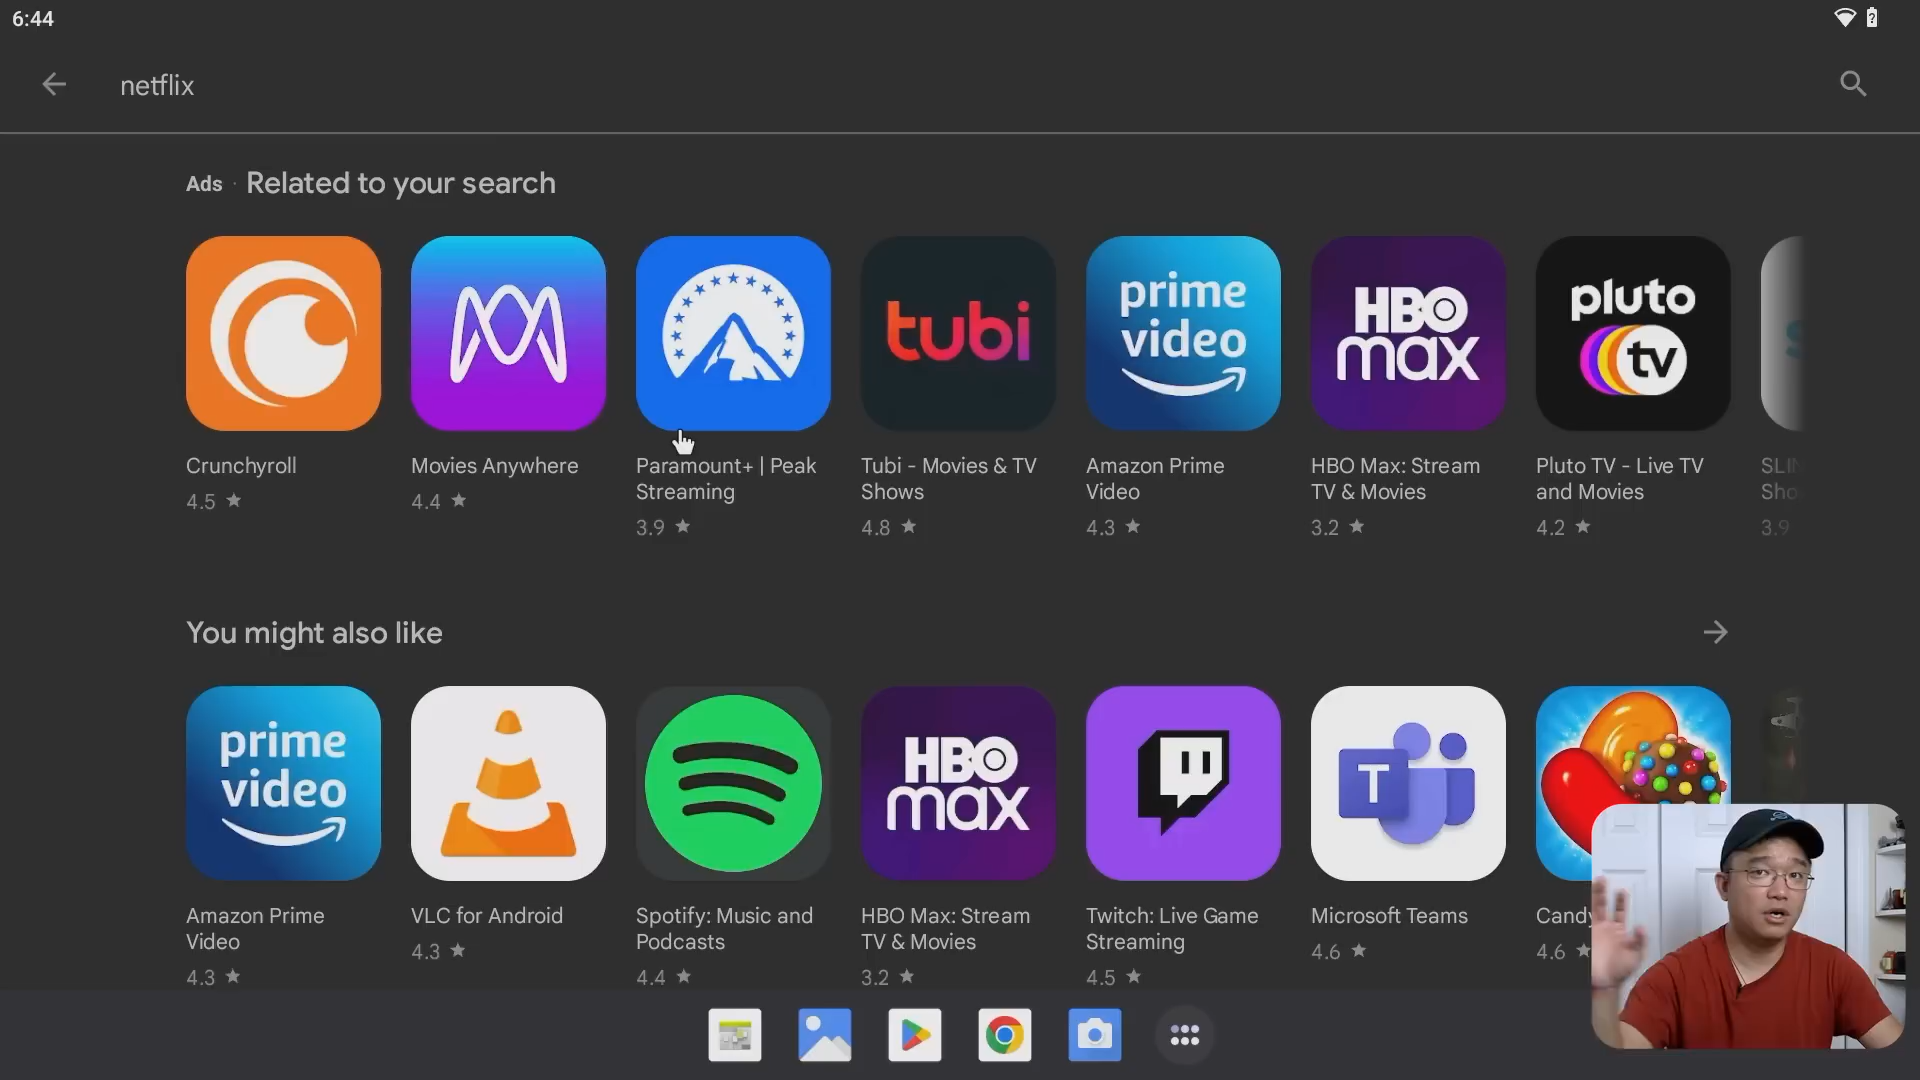 6:44
netflix
Ads · Related to your search
prime
video
HBO
max
pluto
tv
tubi
Crunchyroll
4.5 ★
Movies Anywhere
4.4 ★
Paramount+ | Peak
Streaming
3.9 ★
Tubi - Movies & TV
Shows
4.8 ★
Amazon Prime
Video
4.3 ★
HBO Max: Stream
TV & Movies
3.2 ★
Pluto TV - Live TV
and Movies
4.2 ★
3.9
You might also like
prime
video
HBO
max
T
Amazon Prime
Video
4.3 ★
VLC for Android
4.3 ★
Spotify: Music and
Podcasts
4.4 ★
HBO Max: Stream
TV & Movies
3.2 ★
Twitch: Live Game
Streaming
4.5 ★
Microsoft Teams
4.6 ★
Candy
4.6 ★